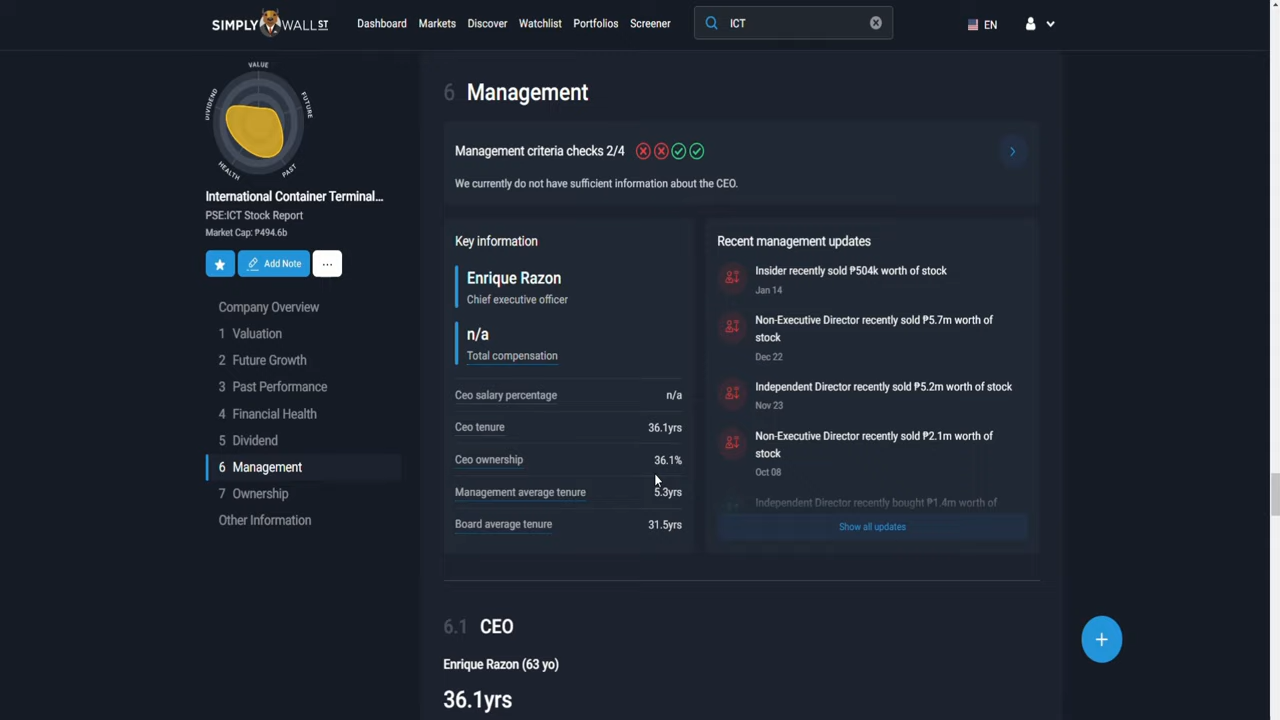 SIMPLY WALL ST
Dashboard
Markets
Discover
Watchlist
Portfolios
Screener
ICT
EN
VALUE
FUTURE
PAST
HEALTH
DIVIDEND
International Container Terminal...
PSE:ICT Stock Report
Market Cap: ₱494.6b
Add Note
...
Company Overview
1 Valuation
2 Future Growth
3 Past Performance
4 Financial Health
5 Dividend
6 Management
7 Ownership
Other Information
6 Management
Management criteria checks 2/4
We currently do not have sufficient information about the CEO.
Key information
Enrique Razon
Chief executive officer
n/a
Total compensation
Ceo salary percentage n/a
Ceo tenure 36.1yrs
Ceo ownership 36.1%
Management average tenure 5.3yrs
Board average tenure 31.5yrs
Recent management updates
Insider recently sold ₱504k worth of stock
Jan 14
Non-Executive Director recently sold ₱5.7m worth of
stock
Dec 22
Independent Director recently sold ₱5.2m worth of stock
Nov 23
Non-Executive Director recently sold ₱2.1m worth of
stock
Oct 08
Independent Director recently bought ₱1.4m worth of
Show all updates
6.1 CEO
Enrique Razon (63 yo)
36.1yrs